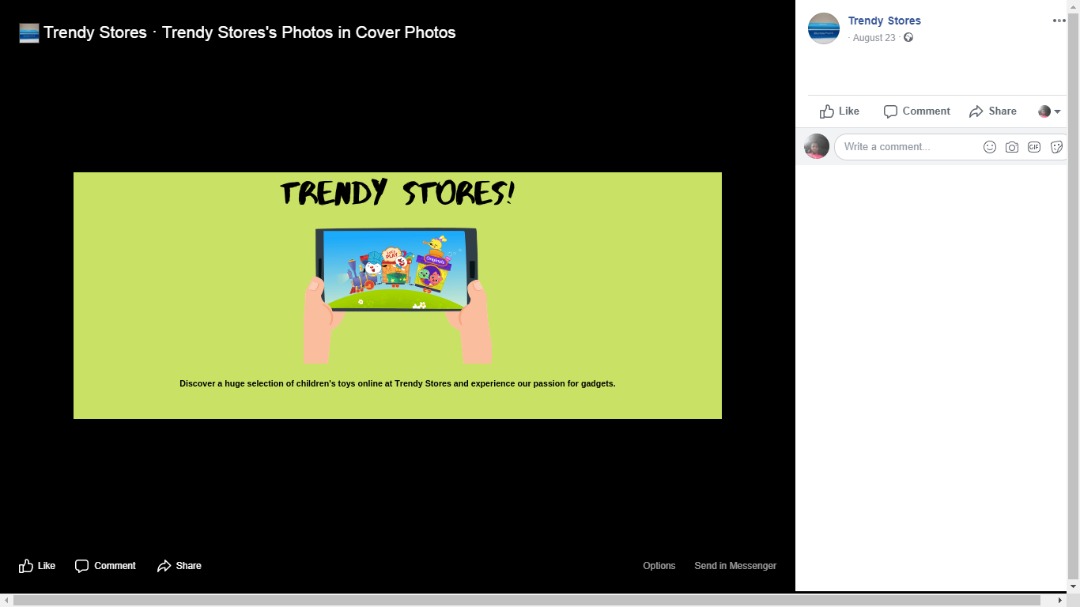 Trendy Stores · Trendy Stores's Photos in Cover Photos
TRENDY STORES!
Discover a huge selection of children's toys online at Trendy Stores and experience our passion for gadgets.
Like Comment Share
Options Send in Messenger
Trendy Stores
· August 23 ·
Like Comment Share
Write a comment...
GIF